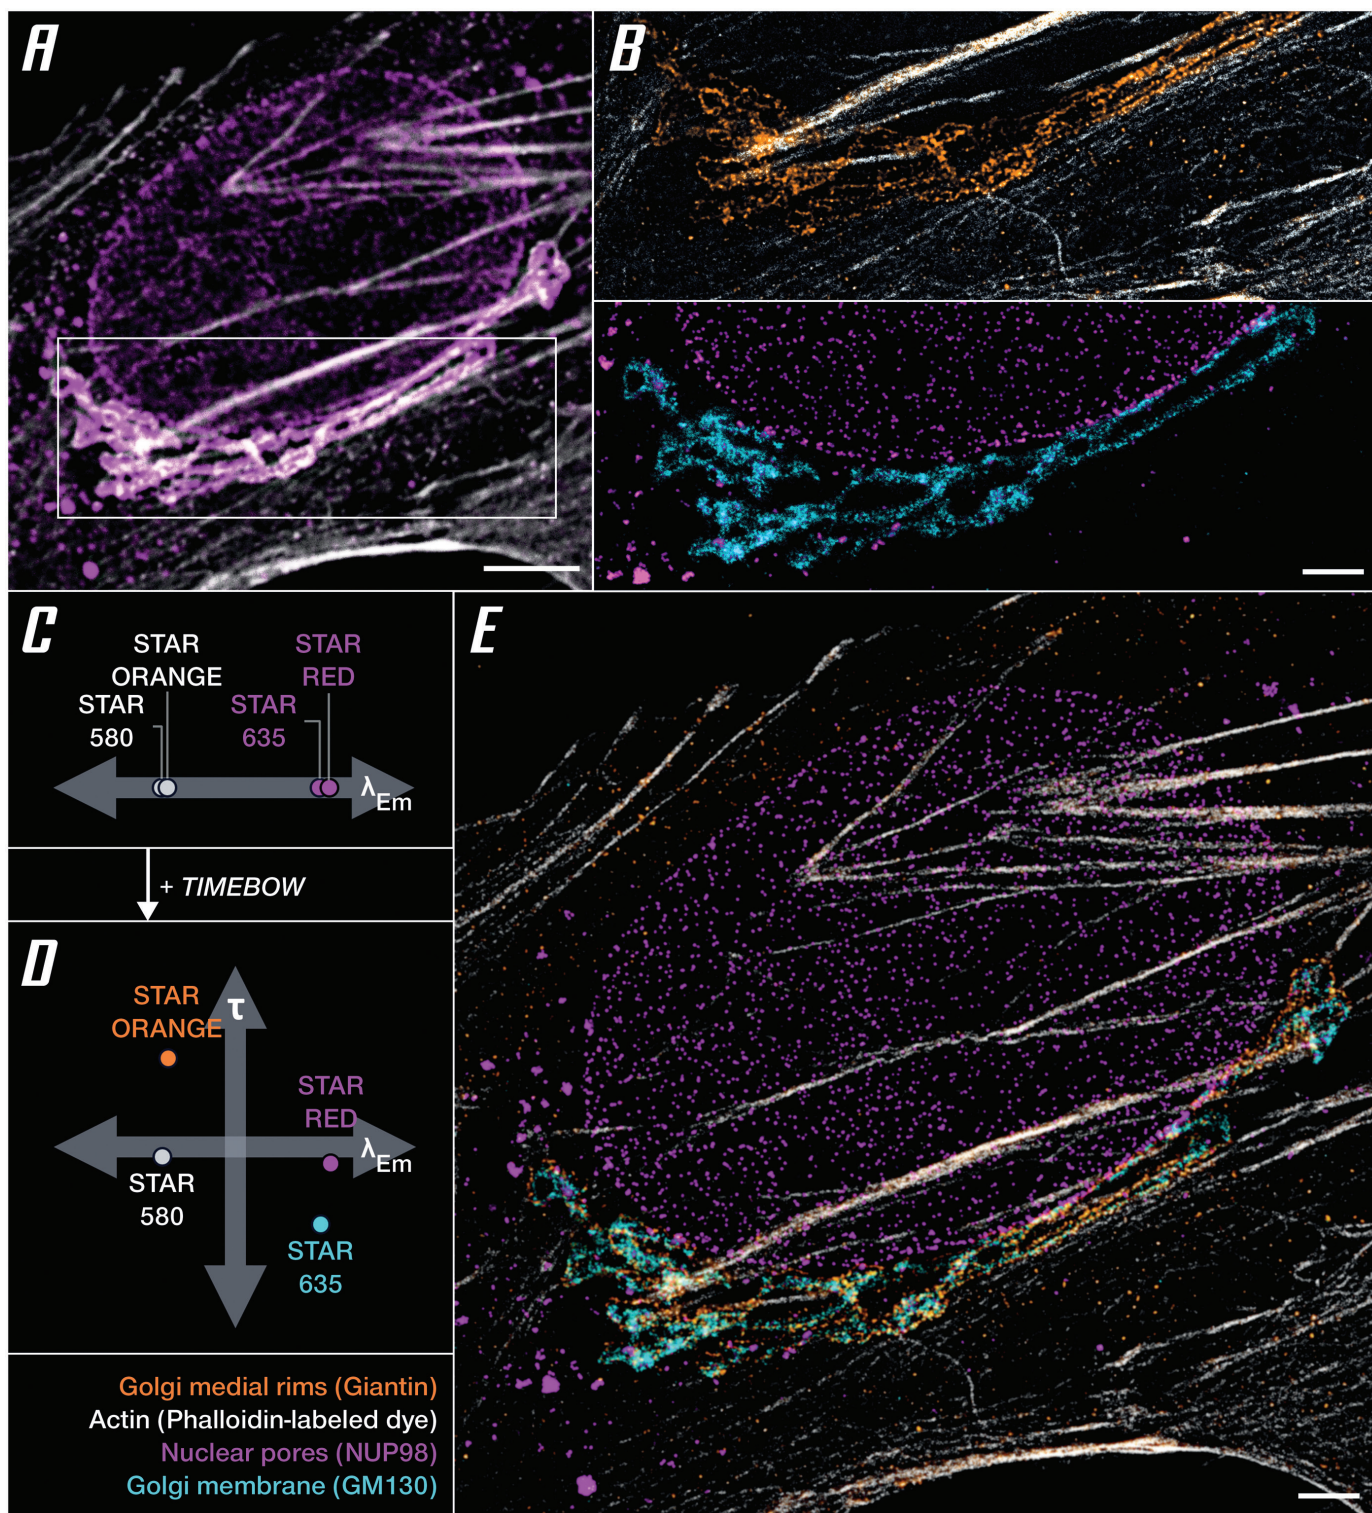 A
B
C
STAR
ORANGE
STAR
580
STAR
RED
STAR
635
λEm
+ TIMEBOW
D
STAR
ORANGE
τ
STAR
RED
λEm
STAR
580
STAR
635
Golgi medial rims (Giantin)
Actin (Phalloidin-labeled dye)
Nuclear pores (NUP98)
Golgi membrane (GM130)
E